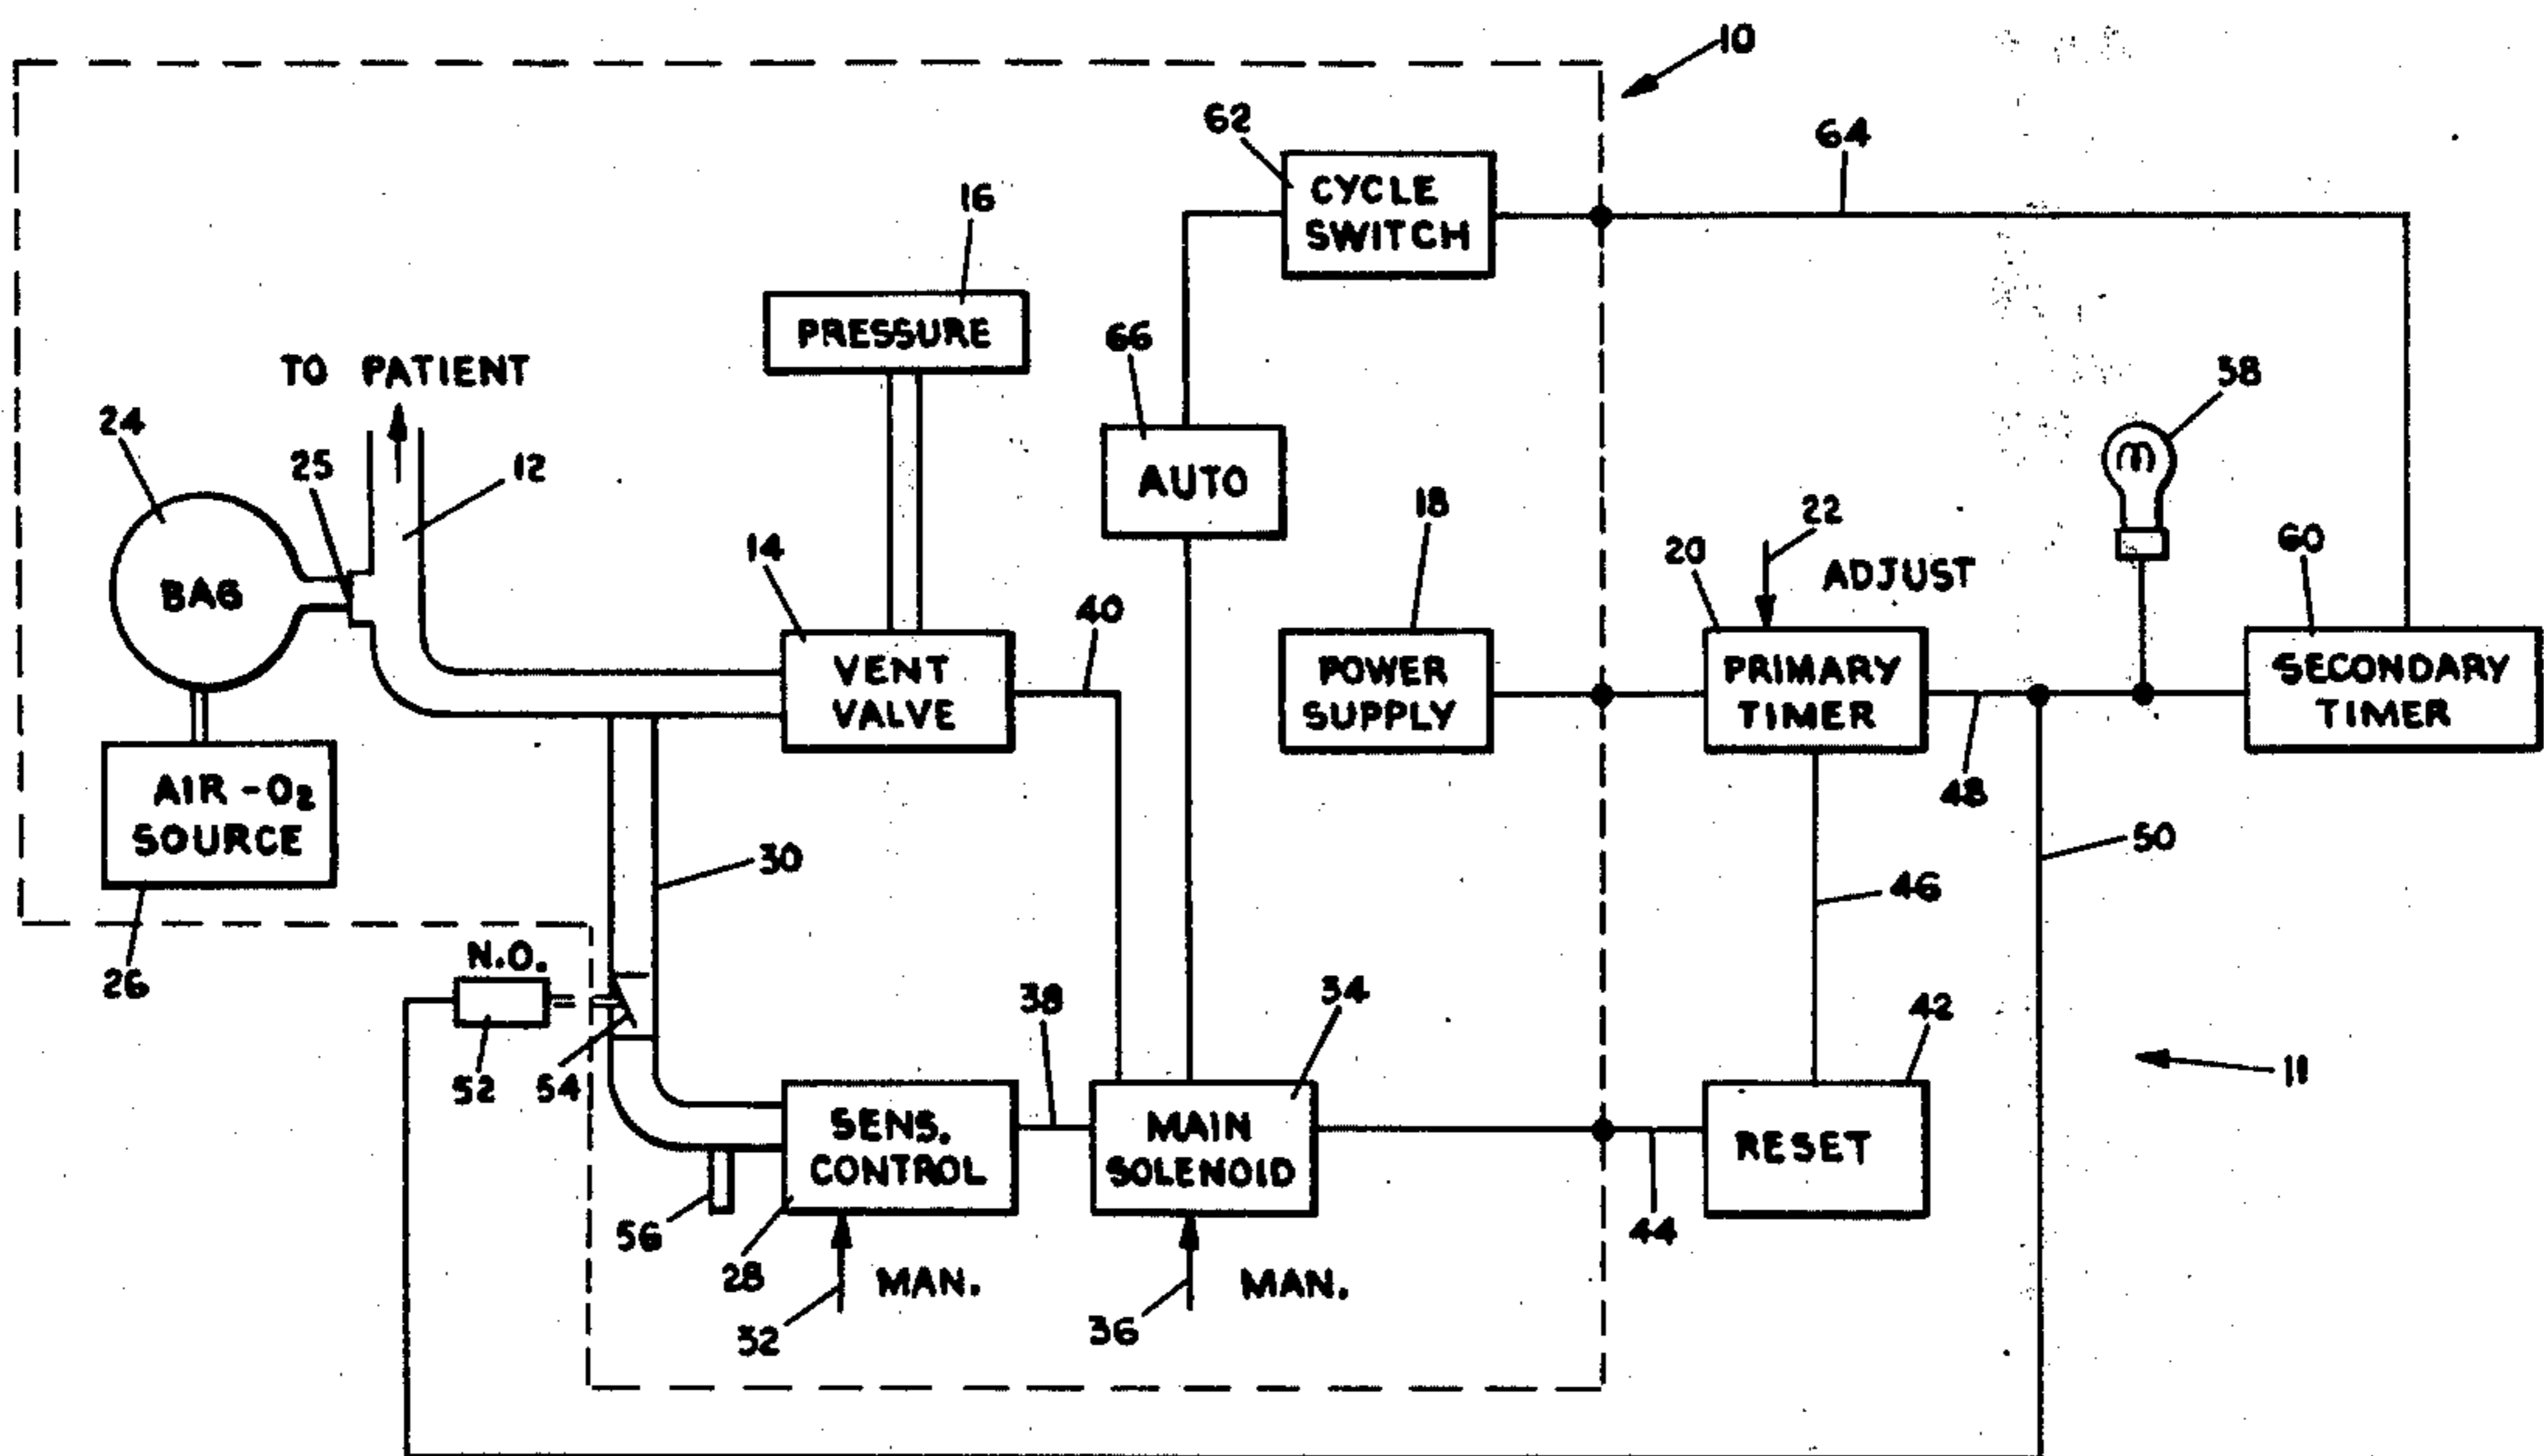 10
62
64
CYCLE
SWITCH
16
PRESSURE
66
TO PATIENT
58
24
25
12
AUTO
18
22
14
20
ADJUST
60
BAG
40
VENT
VALVE
POWER
SUPPLY
PRIMARY
TIMER
SECONDARY
TIMER
48
AIR-O2
SOURCE
30
50
46
26
N.O.
38
34
42
52
54
11
SENS.
CONTROL
MAIN
SOLENOID
RESET
56
28
44
MAN.
MAN.
32
36